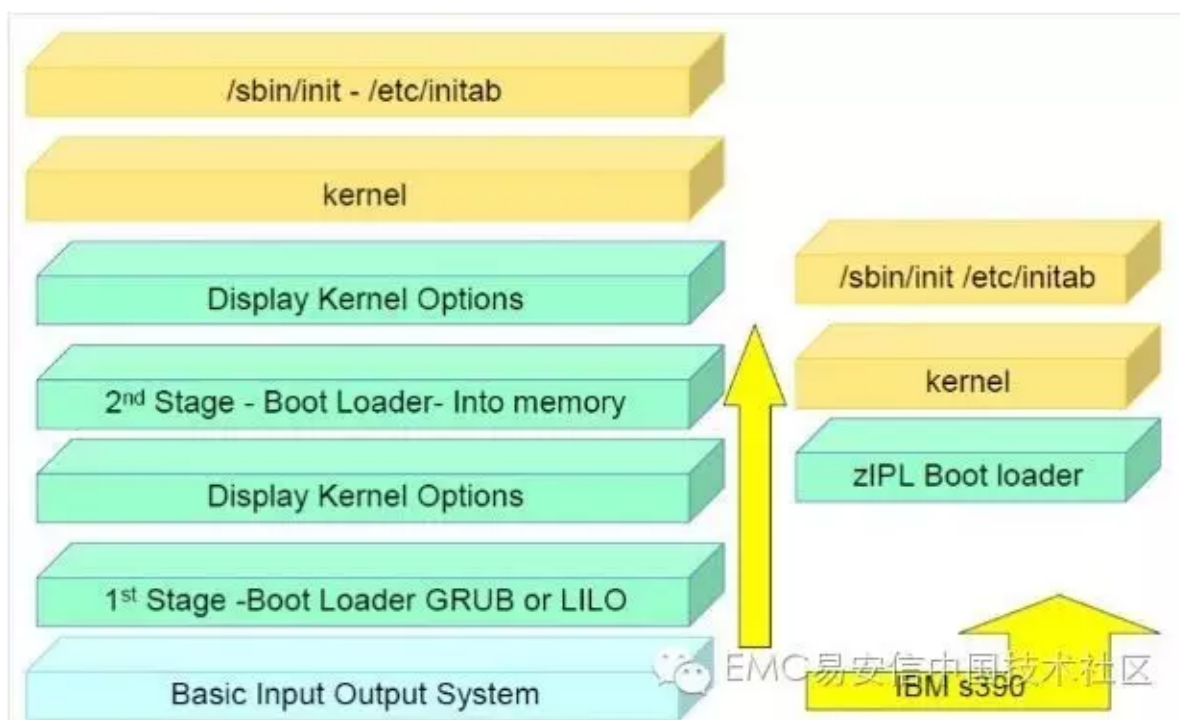 /sbin/init - /etc/initab
kernel
Display Kernel Options
2nd Stage - Boot Loader- Into memory
Display Kernel Options
1st Stage -Boot Loader GRUB or LILO
Basic Input Output System
/sbin/init /etc/initab
kernel
zIPL Boot loader
IBM s390
EMC易安信中国技术社区